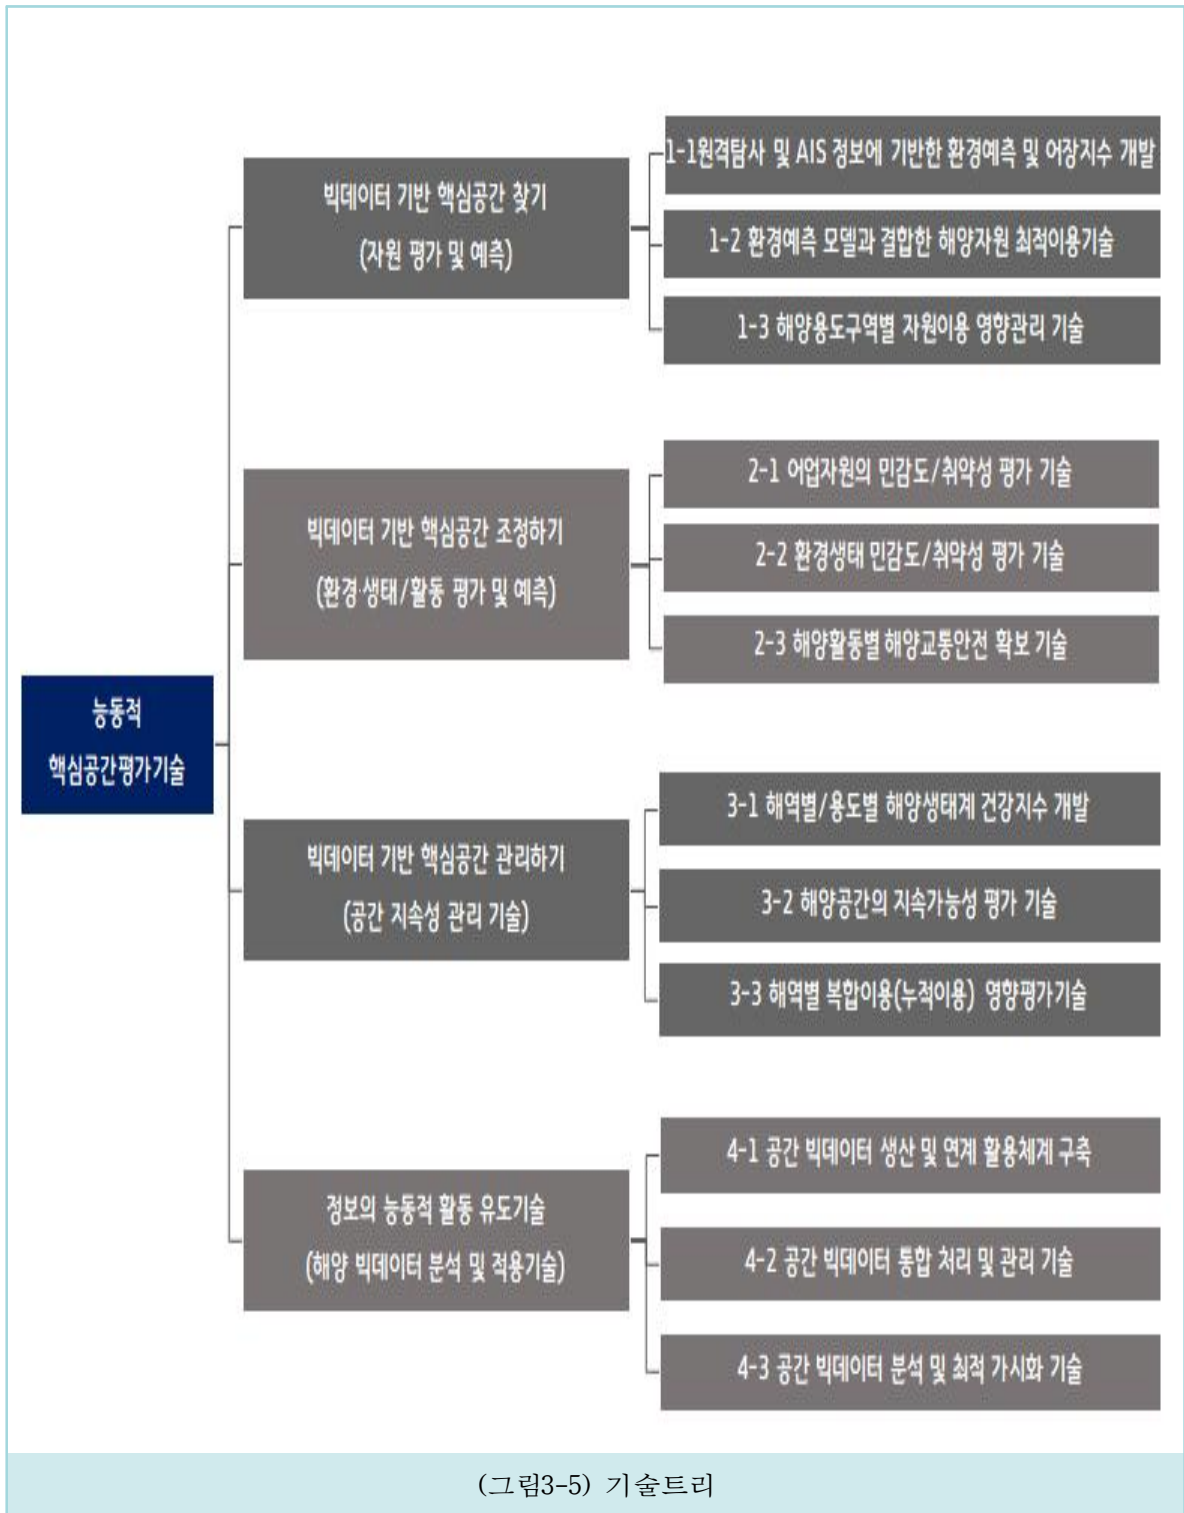 능동적
핵심공간평가기술
빅데이터 기반 핵심공간 찾기
(자원 평가 및 예측)
1-1원격탐사 및 AIS 정보에 기반한 환경예측 및 어장지수 개발
1-2 환경예측 모델과 결합한 해양자원 최적이용기술
1-3 해양용도구역별 자원이용 영향관리 기술
빅데이터 기반 핵심공간 조정하기
(환경·생태/활동 평가 및 예측)
2-1 어업자원의 민감도/취약성 평가 기술
2-2 환경생태 민감도/취약성 평가 기술
2-3 해양활동별 해양교통안전 확보 기술
빅데이터 기반 핵심공간 관리하기
(공간 지속성 관리 기술)
3-1 해역별/용도별 해양생태계 건강지수 개발
3-2 해양공간의 지속가능성 평가 기술
3-3 해역별 복합이용(누적이용) 영향평가기술
정보의 능동적 활동 유도기술
(해양 빅데이터 분석 및 적용기술)
4-1 공간 빅데이터 생산 및 연계 활용체계 구축
4-2 공간 빅데이터 통합 처리 및 관리 기술
4-3 공간 빅데이터 분석 및 최적 가시화 기술
(그림3-5) 기술트리